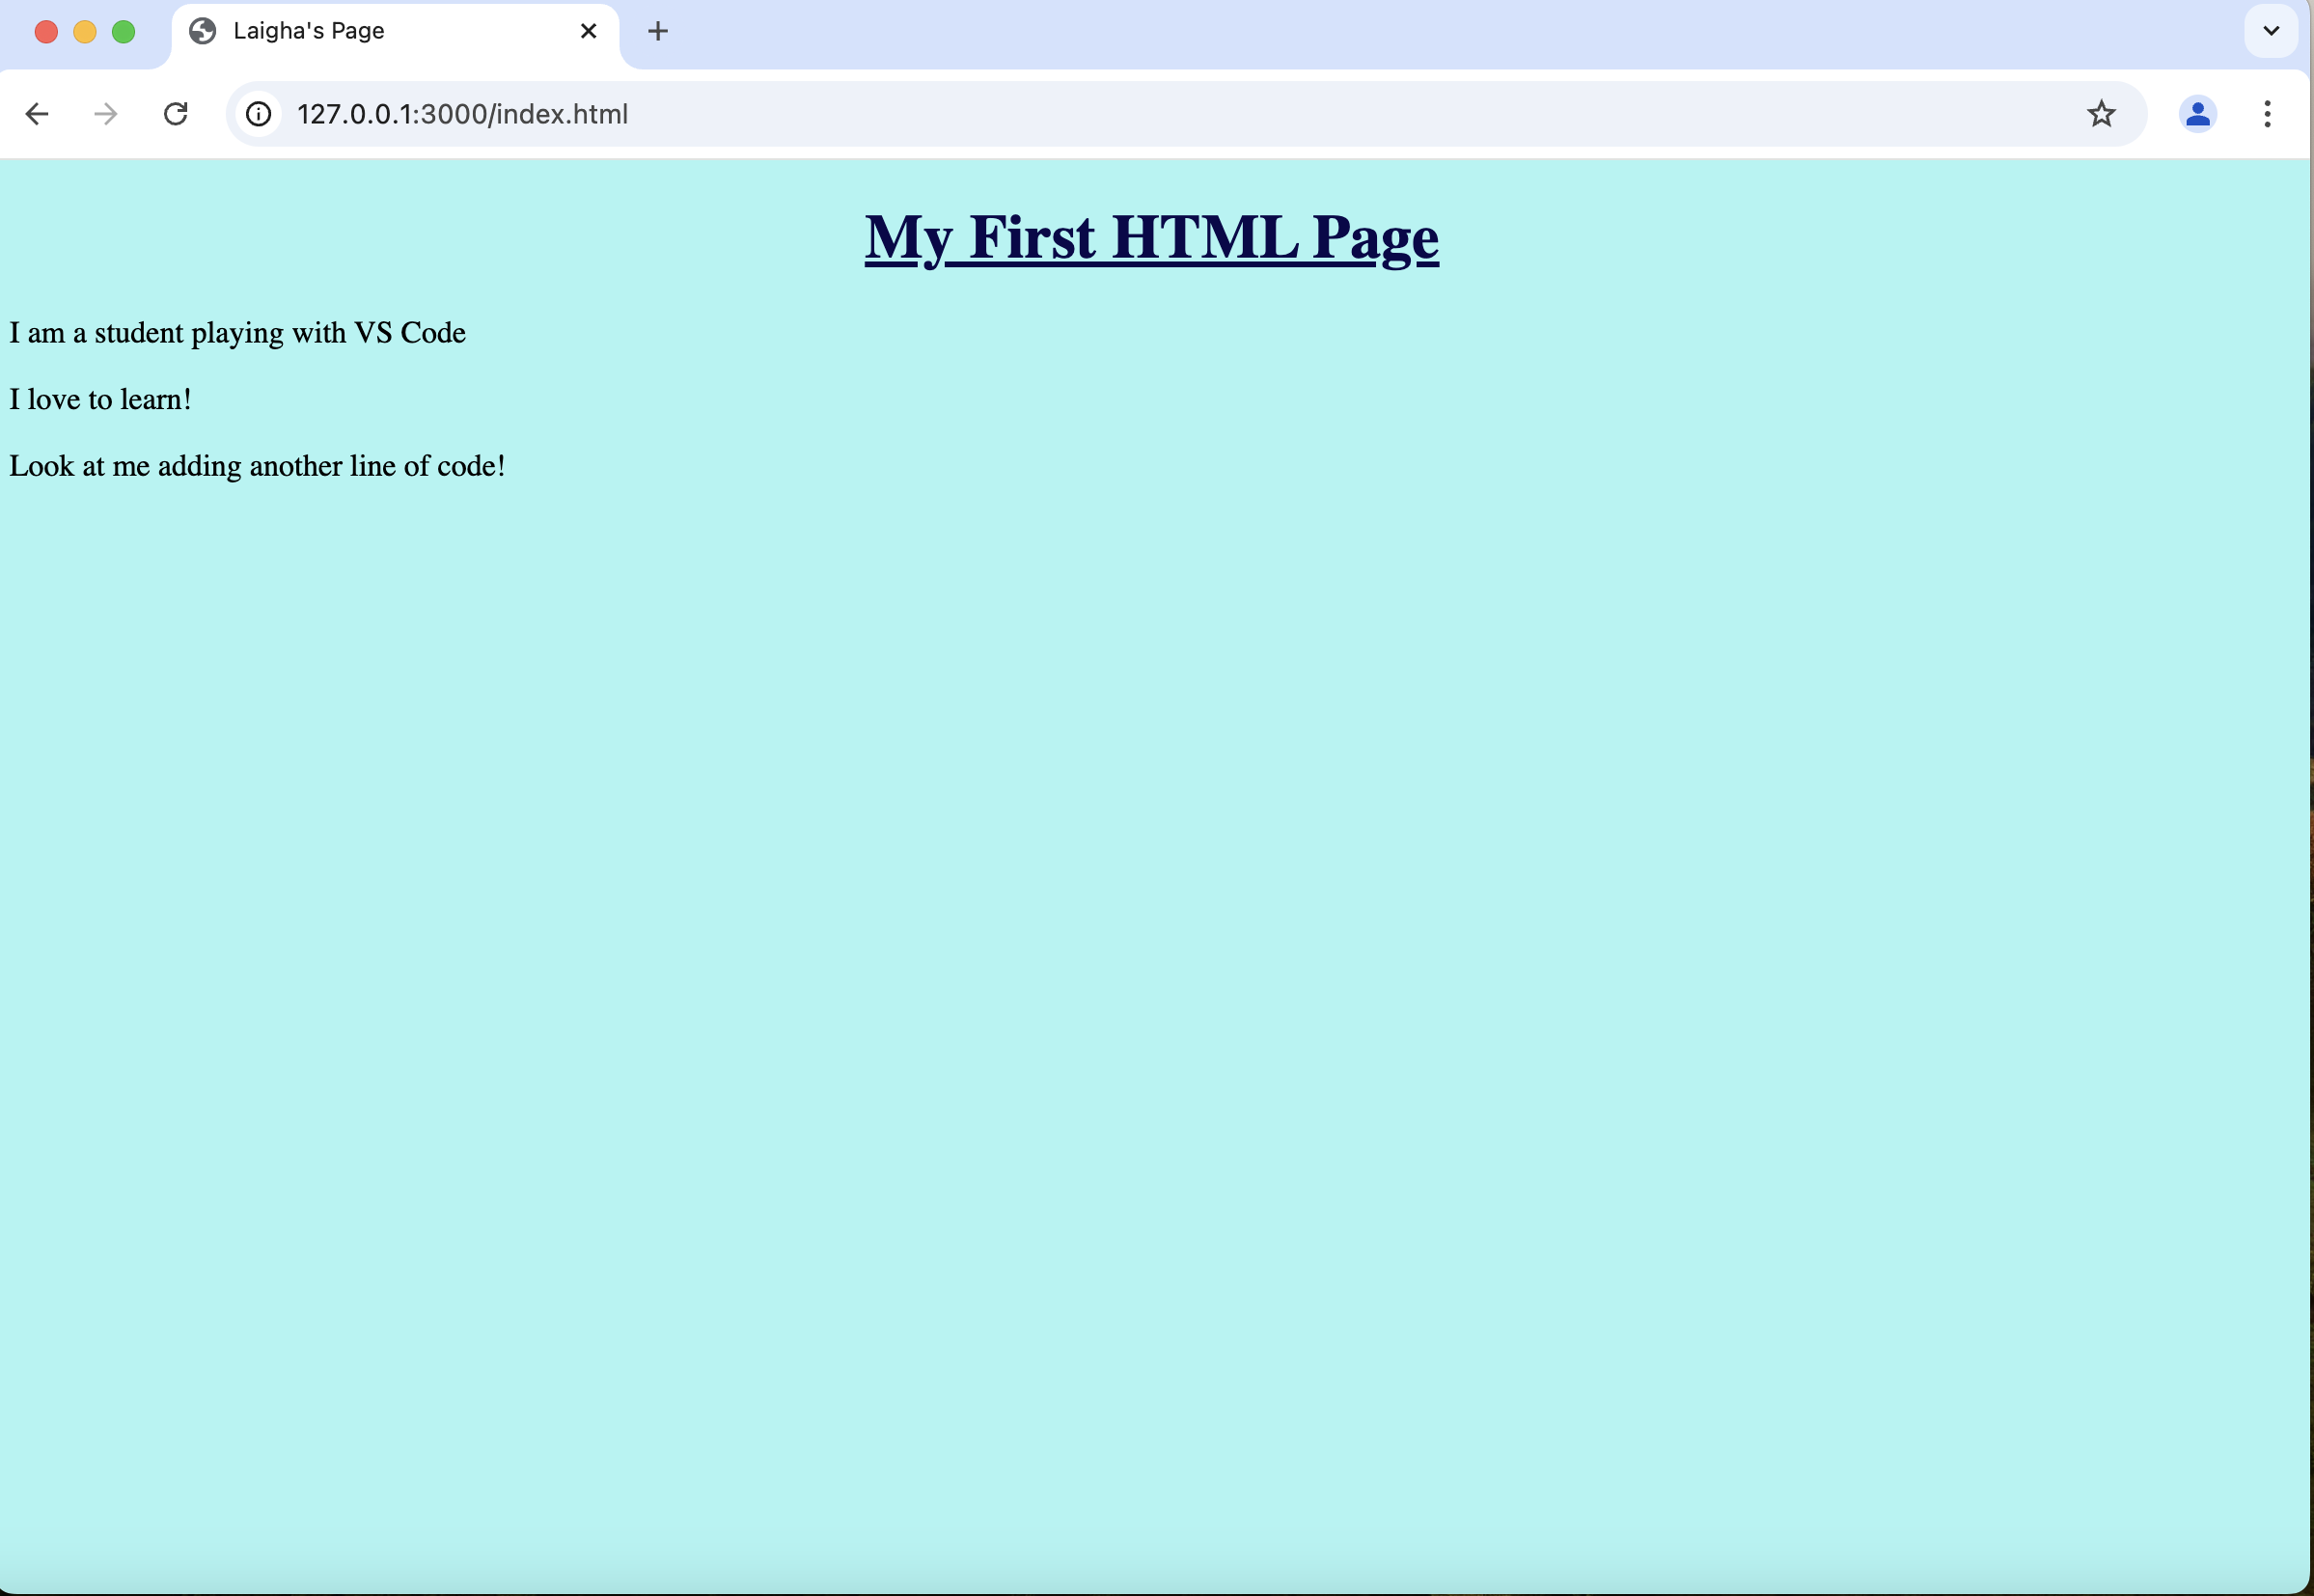 Laigha's Page
127.0.0.1:3000/index.html
My First HTML Page
I am a student playing with VS Code
I love to learn!
Look at me adding another line of code!